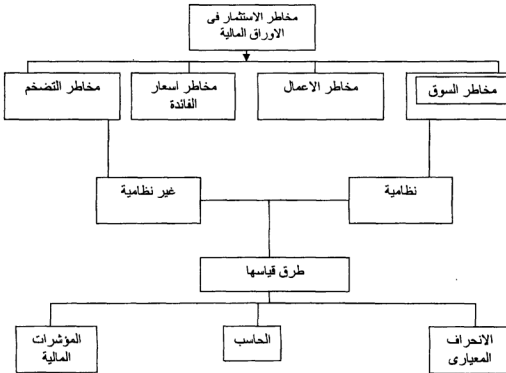 مخاطر الاستثمار فى
الاوراق المالية
مخاطر السوق
مخاطر الاعمال
مخاطر اسعار
الفائدة
مخاطر التضخم
نظامية
غير نظامية
طرق قياسها
الانحراف
المعيارى
الحاسب
المؤشرات
المالية